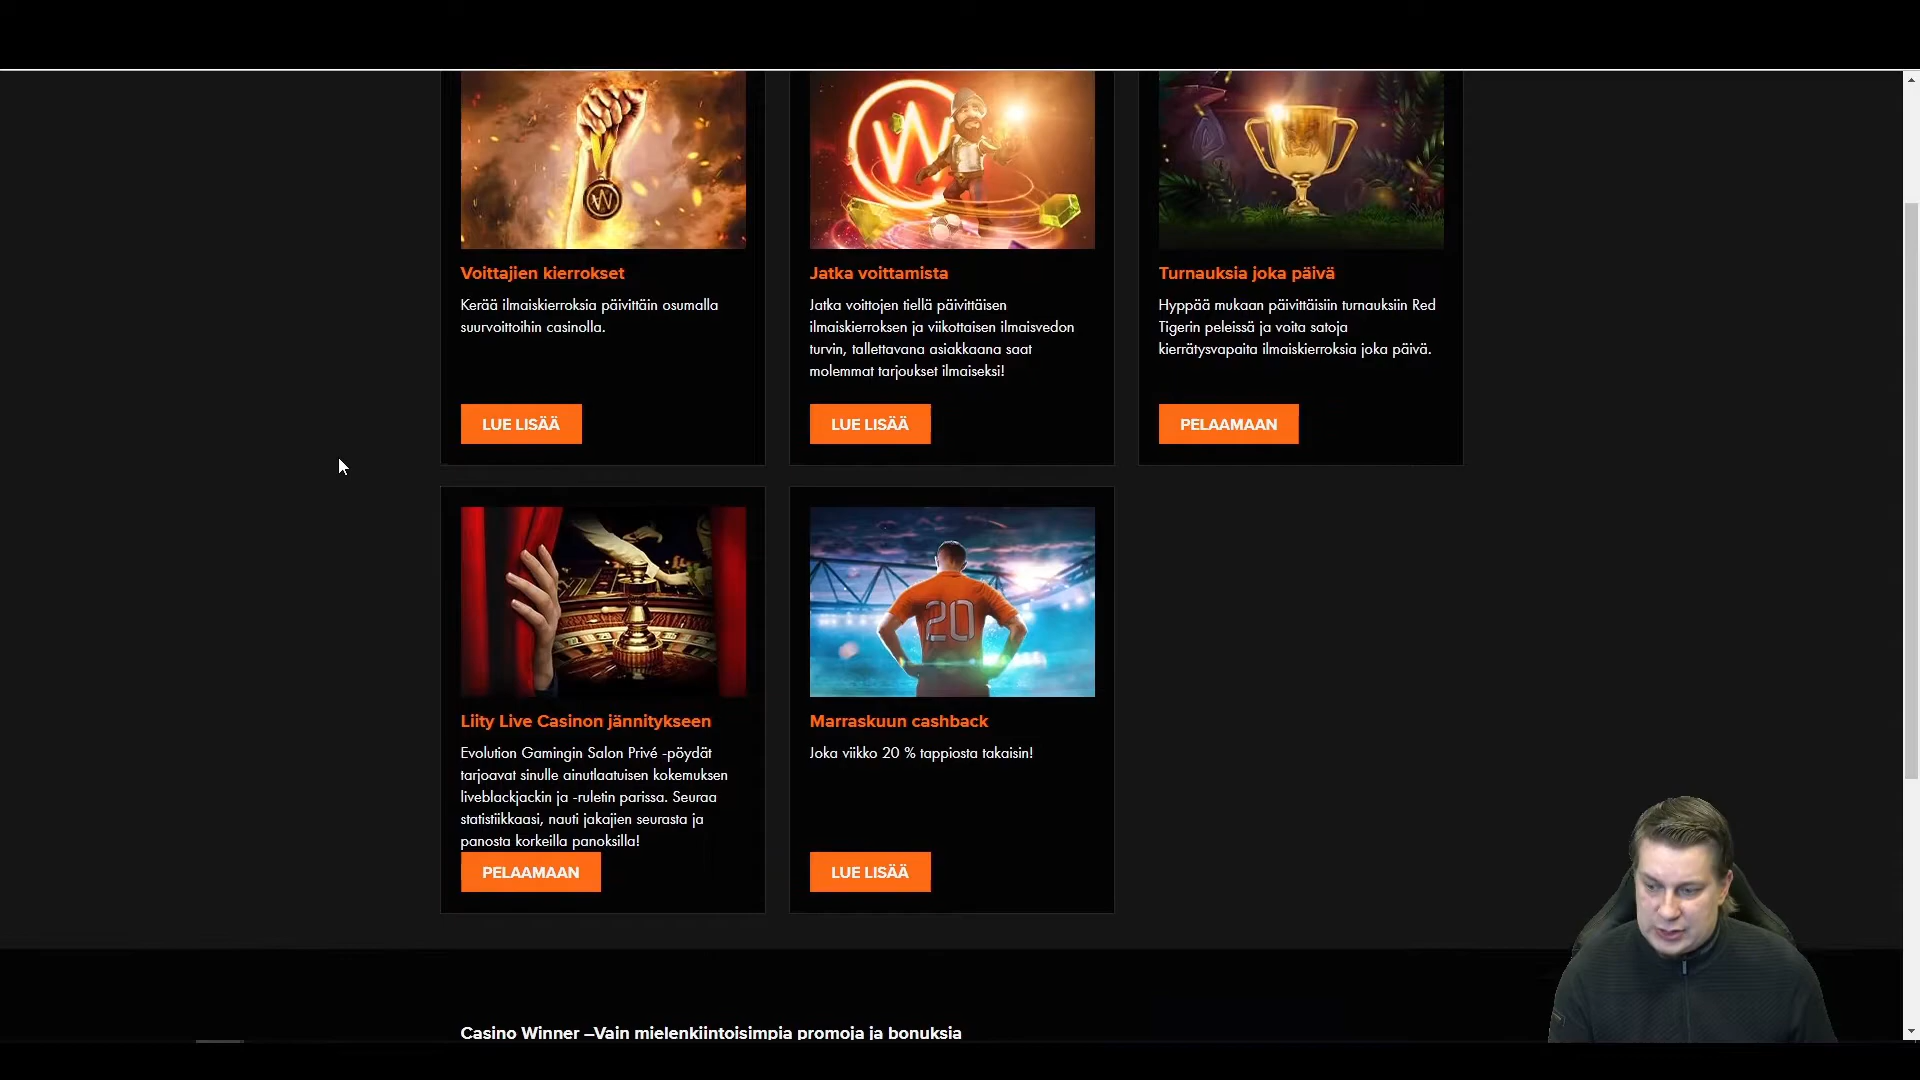 Voittajien kierrokset
Kerää ilmaiskierroksia päivittäin osumalla
suurvoittoihin casinolla.
LUE LISÄÄ
W
Jatka voittamista
Jatka voittojen tiellä päivittäisen
ilmaiskierroksen ja viikottaisen ilmaisvedon
turvin, tallettavana asiakkaana saat
molemmat tarjoukset ilmaiseksi!
LUE LISÄÄ
Turnauksia joka päivä
Hyppää mukaan päivittäisiin turnauksiin Red
Tigerin peleissä ja voita satoja
kierrätysvapaita ilmaiskierroksia joka päivä.
PELAAMAAN
Liity Live Casinon jännitykseen
Evolution Gamingin Salon Privé -pöydät
tarjoavat sinulle ainutlaatuisen kokemuksen
liveblackjackin ja -ruletin parissa. Seuraa
statistiikkaasi, nauti jakajien seurasta ja
panosta korkeilla panoksilla!
PELAAMAAN
20
Marraskuun cashback
Joka viikko 20 % tappiosta takaisin!
LUE LISÄÄ
Casino Winner –Vain mielenkiintoisimpia promoja ja bonuksia